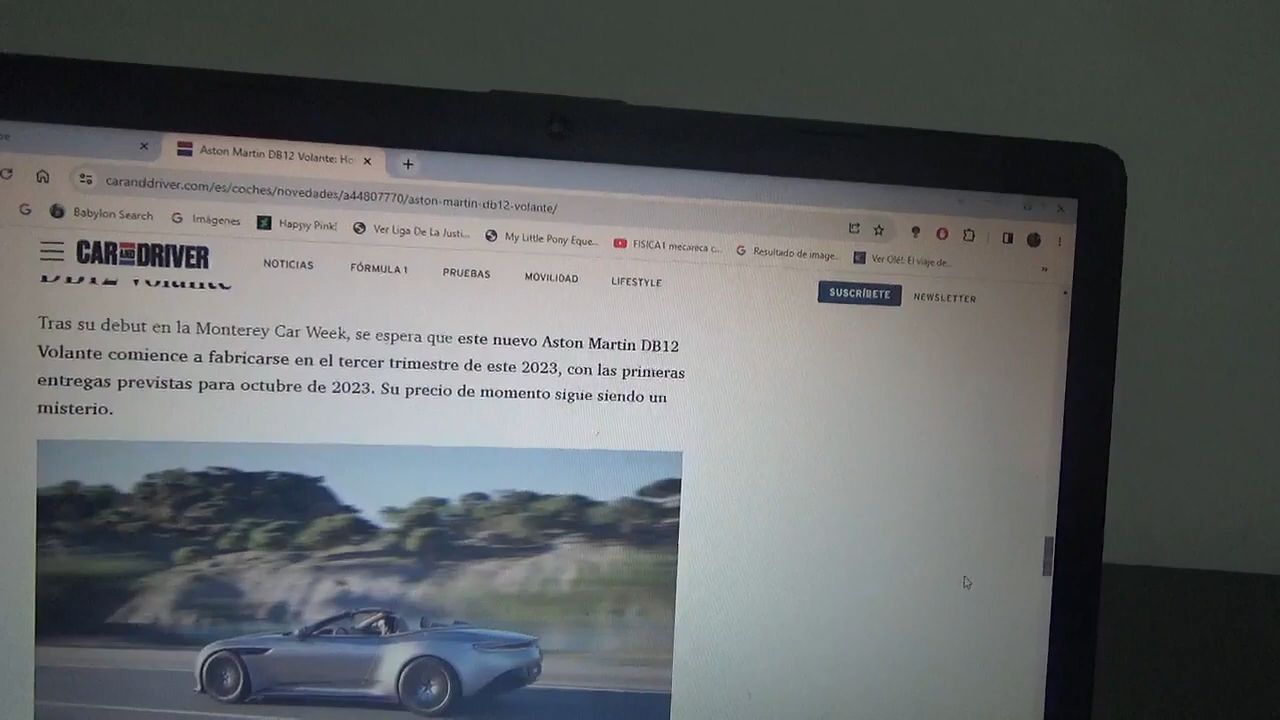 Aston Martin DB12 Volante: Ho
caranddriver.com/es/coches/novedades/a44807770/aston-martin-db12-volante/
G Babylon Search G Imágenes Happy Pink! Ver Liga De La Justi... My Little Pony Eque... FISICA I mecanica c... G Resultado de image... Ver Olé!: El viaje de...
CAR AND DRIVER NOTICIAS FÓRMULA 1 PRUEBAS MOVILIDAD LIFESTYLE SUSCRÍBETE NEWSLETTER
DB12 Volante
Tras su debut en la Monterey Car Week, se espera que este nuevo Aston Martin DB12
Volante comience a fabricarse en el tercer trimestre de este 2023, con las primeras
entregas previstas para octubre de 2023. Su precio de momento sigue siendo un
misterio.